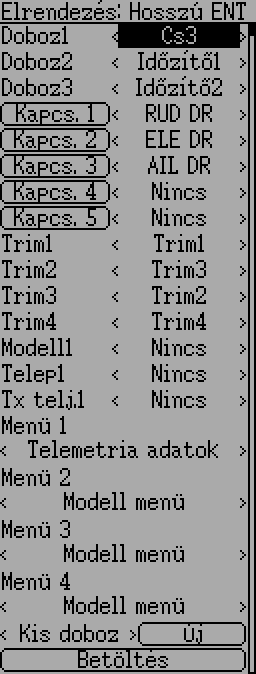 Elrendezés: Hosszú ENT
Doboz1 < Cs3 >
Doboz2 < Időzítő1 >
Doboz3 < Időzítő2 >
Kapcs. 1 < RUD DR >
Kapcs. 2 < ELE DR >
Kapcs. 3 < AIL DR >
Kapcs. 4 < Nincs >
Kapcs. 5 < Nincs >
Trim1 < Trim1 >
Trim2 < Trim3 >
Trim3 < Trim2 >
Trim4 < Trim4 >
Modell1 < Nincs >
Telep1 < Nincs >
Tx telj.1 < Nincs >
Menü 1
< Telemetria adatok >
Menü 2
< Modell menü >
Menü 3
< Modell menü >
Menü 4
< Modell menü >
< Kis doboz > Új
Betöltés